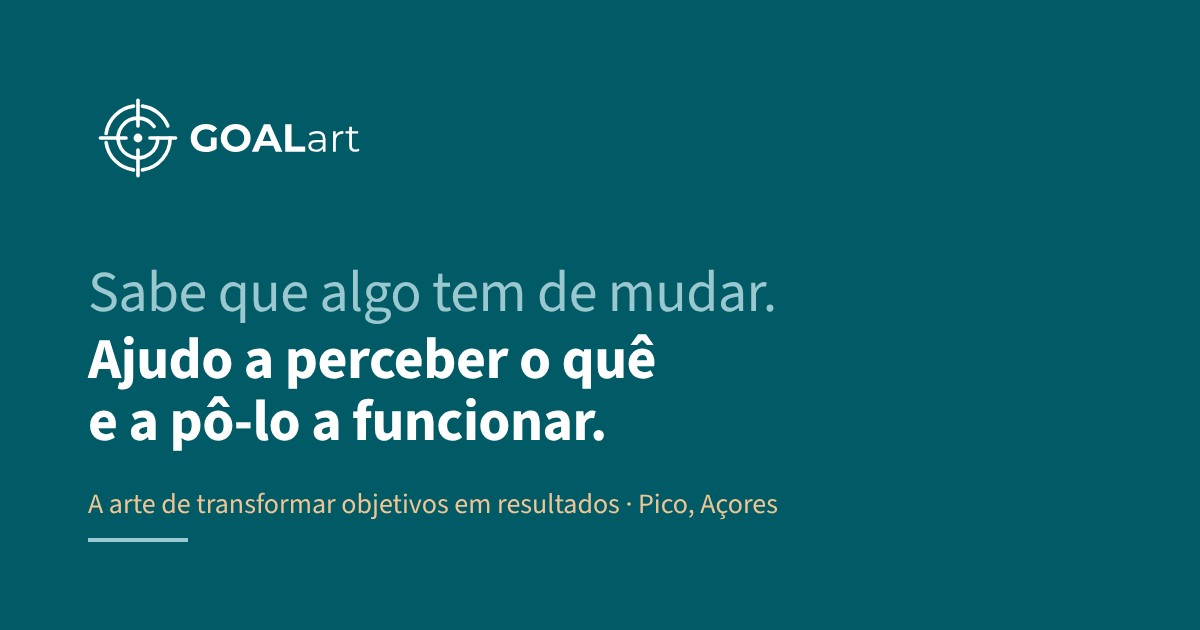 GOALart
Sabe que algo tem de mudar.
Ajudo a perceber o quê
e a pô-lo a funcionar.
A arte de transformar objetivos em resultados · Pico, Açores